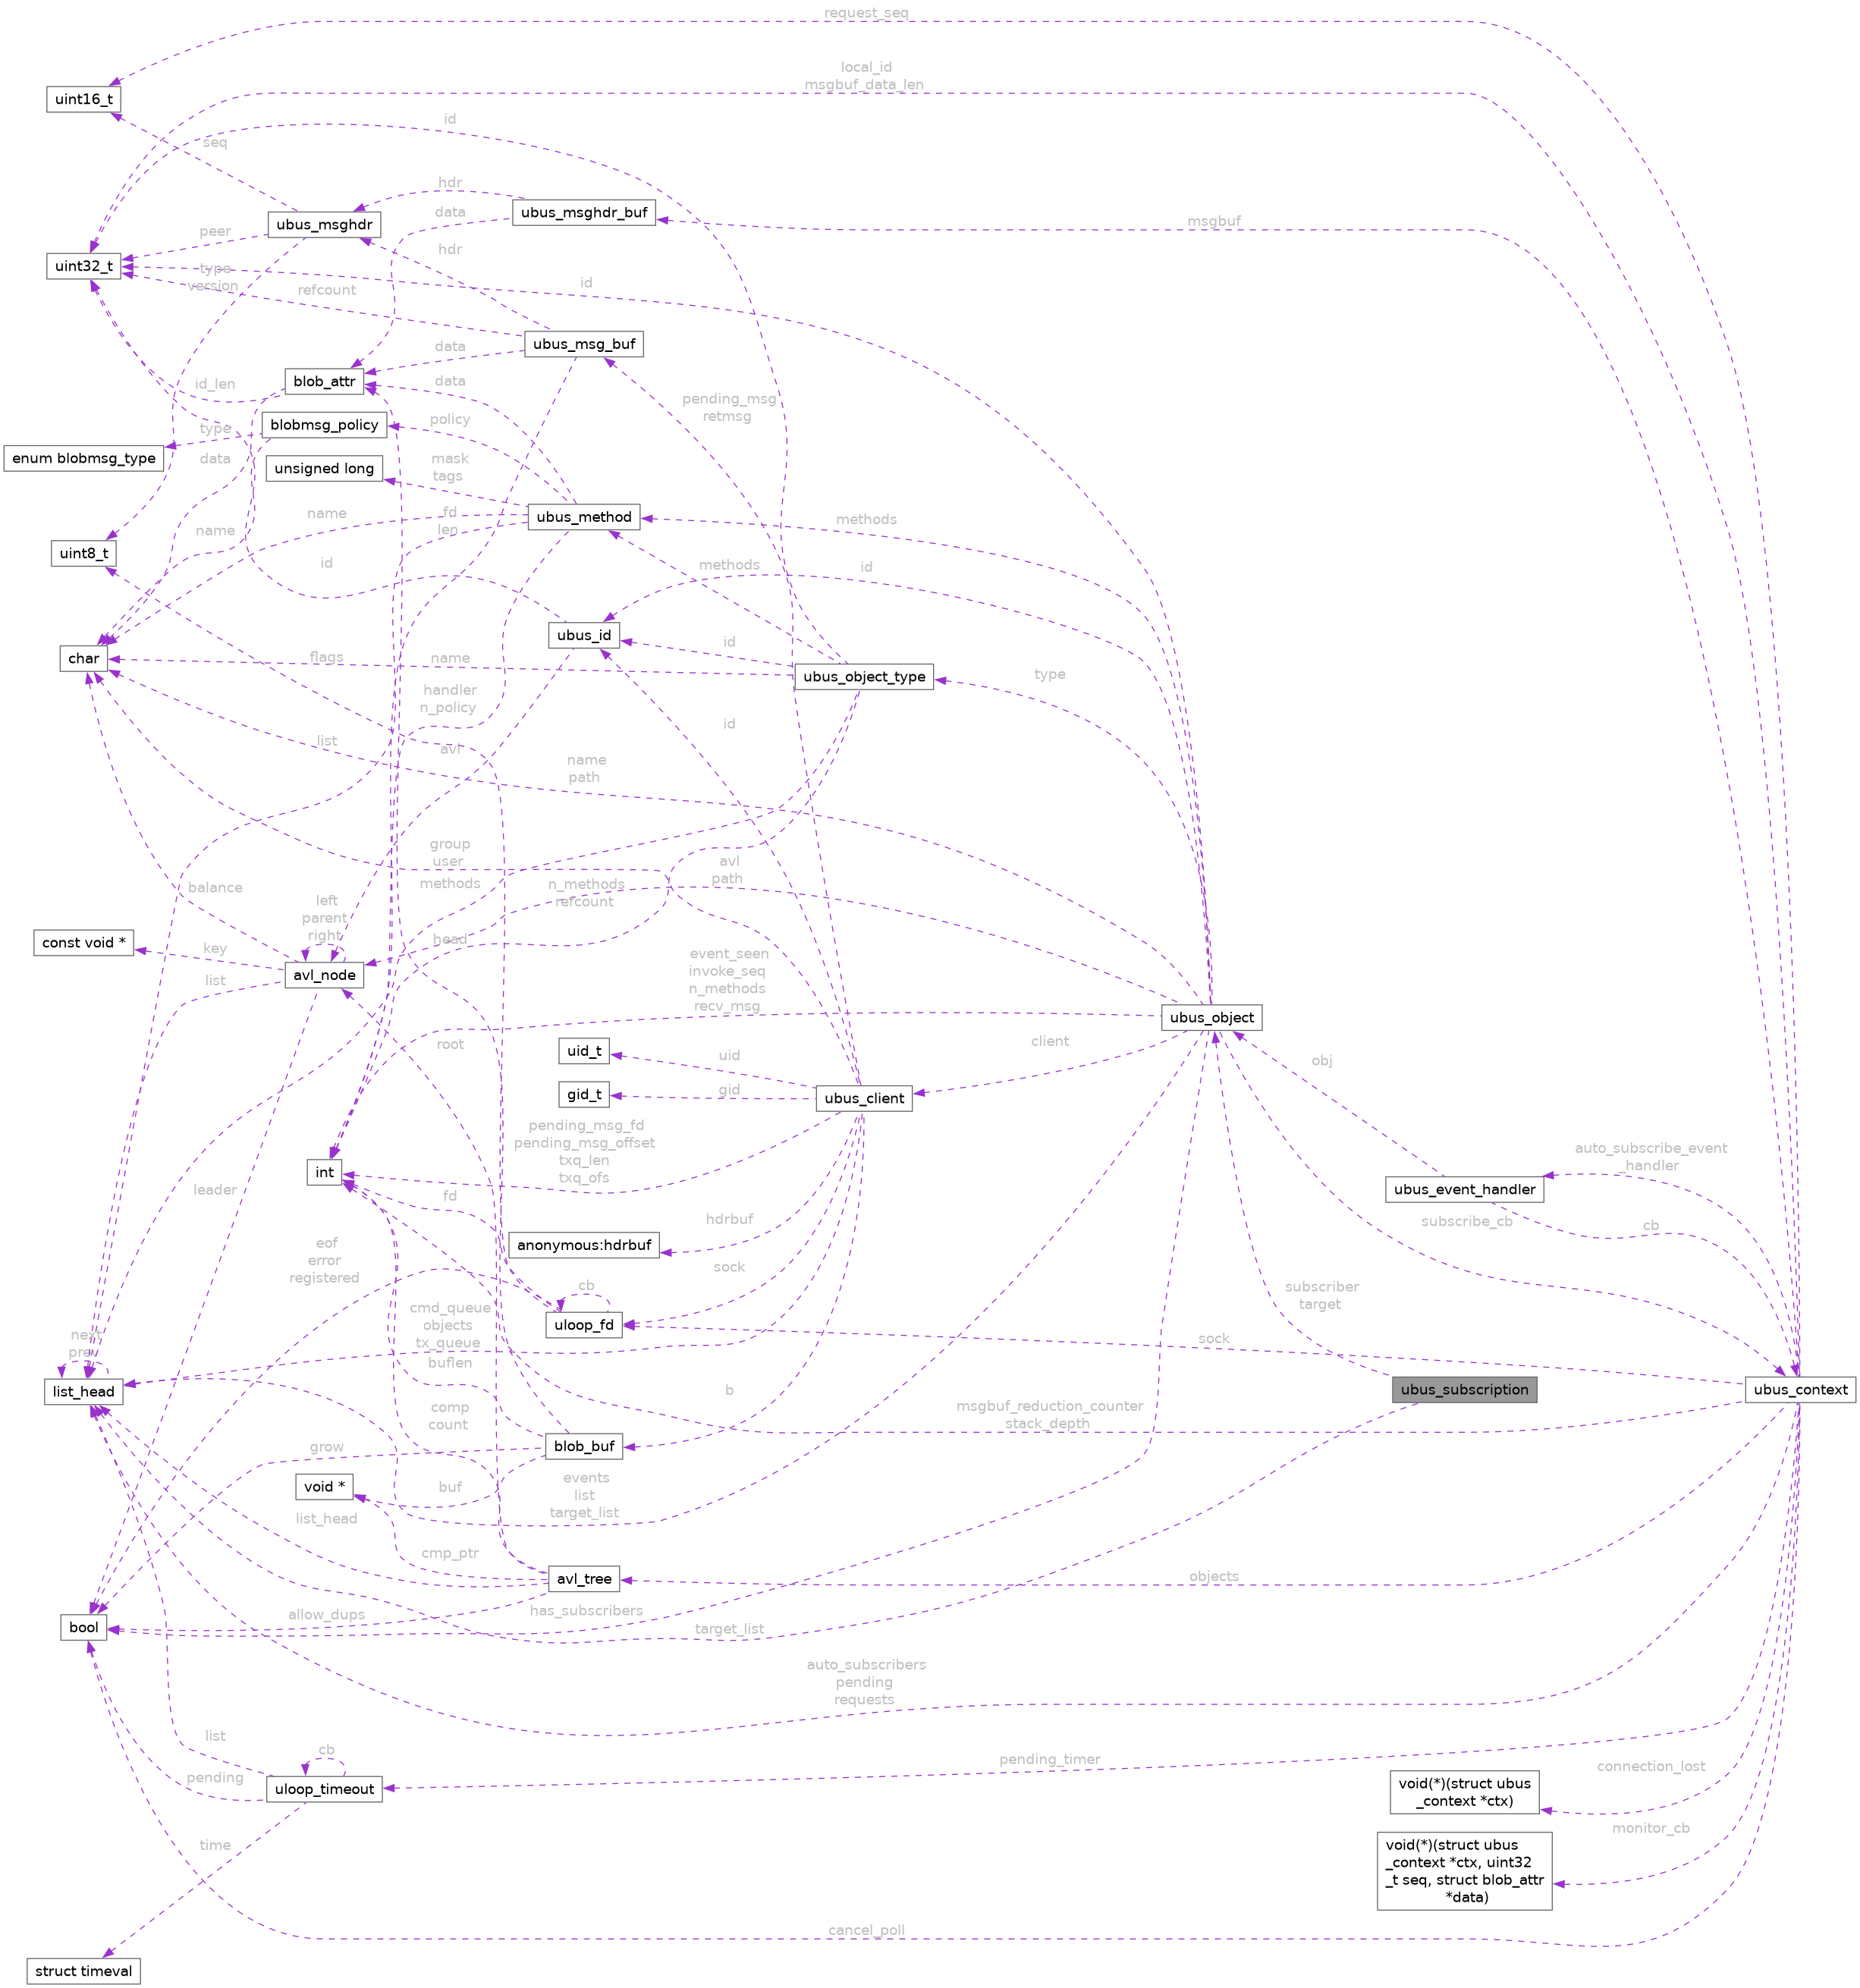 request_seq
local_id
msgbuf_data_len
uint16_t
id
seq
hdr
ubus_msghdr_buf
data
ubus_msghdr
msgbuf
peer
hdr
uint32_t
type
version
refcount
id
ubus_msg_buf
data
blob_attr
id_len
data
pending_msg
retmsg
blobmsg_policy
policy
type
enum blobmsg_type
data
unsigned long
mask
tags
ubus_method
name
fd
len
methods
name
uint8_t
id
methods
id
ubus_id
id
char
flags
name
ubus_object_type
type
handler
n_policy
id
list
avl
name
path
group
user
methods
avl
path
balance
left
parent
right
n_methods
refcount
const void *
key
head
avl_node
list
event_seen
invoke_seq
n_methods
recv_msg
ubus_object
root
uid_t
uid
client
obj
gid_t
gid
ubus_client
pending_msg_fd
pending_msg_offset
txq_len
txq_ofs
int
auto_subscribe_event
_handler
leader
fd
ubus_event_handler
hdrbuf
subscribe_cb
cb
anonymous:hdrbuf
eof
error
registered
sock
cb
subscriber
target
cmd_queue
objects
tx_queue
uloop_fd
sock
next
buflen
list_head
b
ubus_subscription
ubus_context
comp
count
msgbuf_reduction_counter
stack_depth
grow
blob_buf
void *
buf
events
list
target_list
list_head
cmp_ptr
avl_tree
objects
allow_dups
has_subscribers
bool
target_list
auto_subscribers
pending
requests
list
cb
pending_timer
connection_lost
pending
uloop_timeout
void(*)(struct ubus
_context *ctx)
time
monitor_cb
void(*)(struct ubus
_context *ctx, uint32
_t seq, struct blob_attr
*data)
cancel_poll
struct timeval